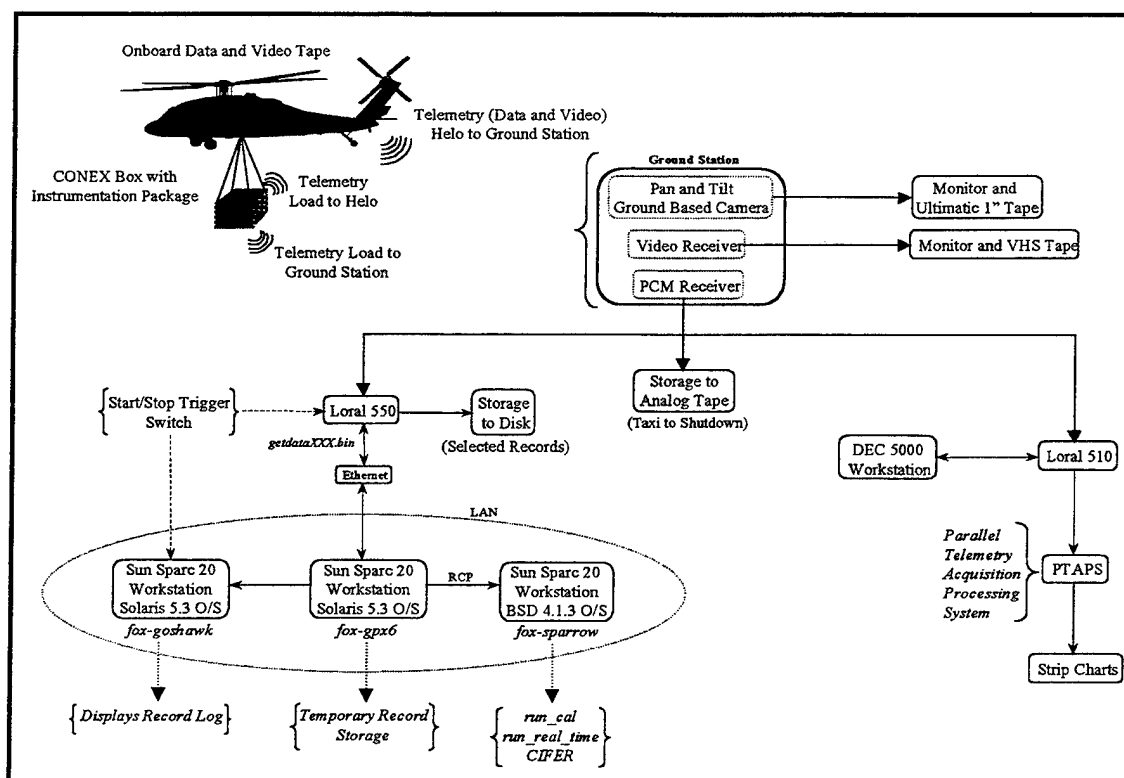 Onboard Data and Video Tape
Telemetry (Data and Video)
Helo to Ground Station
CONEX Box with
Instrumentation Package
Telemetry
Load to Helo
Telemetry Load to
Ground Station
Ground Station
Pan and Tilt
Ground Based Camera
Monitor and
Ultimatic 1" Tape
Video Receiver
Monitor and VHS Tape
PCM Receiver
Start/Stop Trigger
Switch
Loral 550
Storage
to Disk
(Selected Records)
Storage to
Analog Tape
(Taxi to Shutdown)
getdataXXX.bin
Ethernet
DEC 5000
Workstation
Loral 510
LAN
Sun Sparc 20
Workstation
Solaris 5.3 O/S
fox-goshawk
Sun Sparc 20
Workstation
Solaris 5.3 O/S
fox-gpx6
RCP
Sun Sparc 20
Workstation
BSD 4.1.3 O/S
fox-sparrow
Parallel
Telemetry
Acquisition
Processing
System
PTAPS
Strip Charts
Displays Record Log
Temporary Record
Storage
run_cal
run_real_time
CIFER